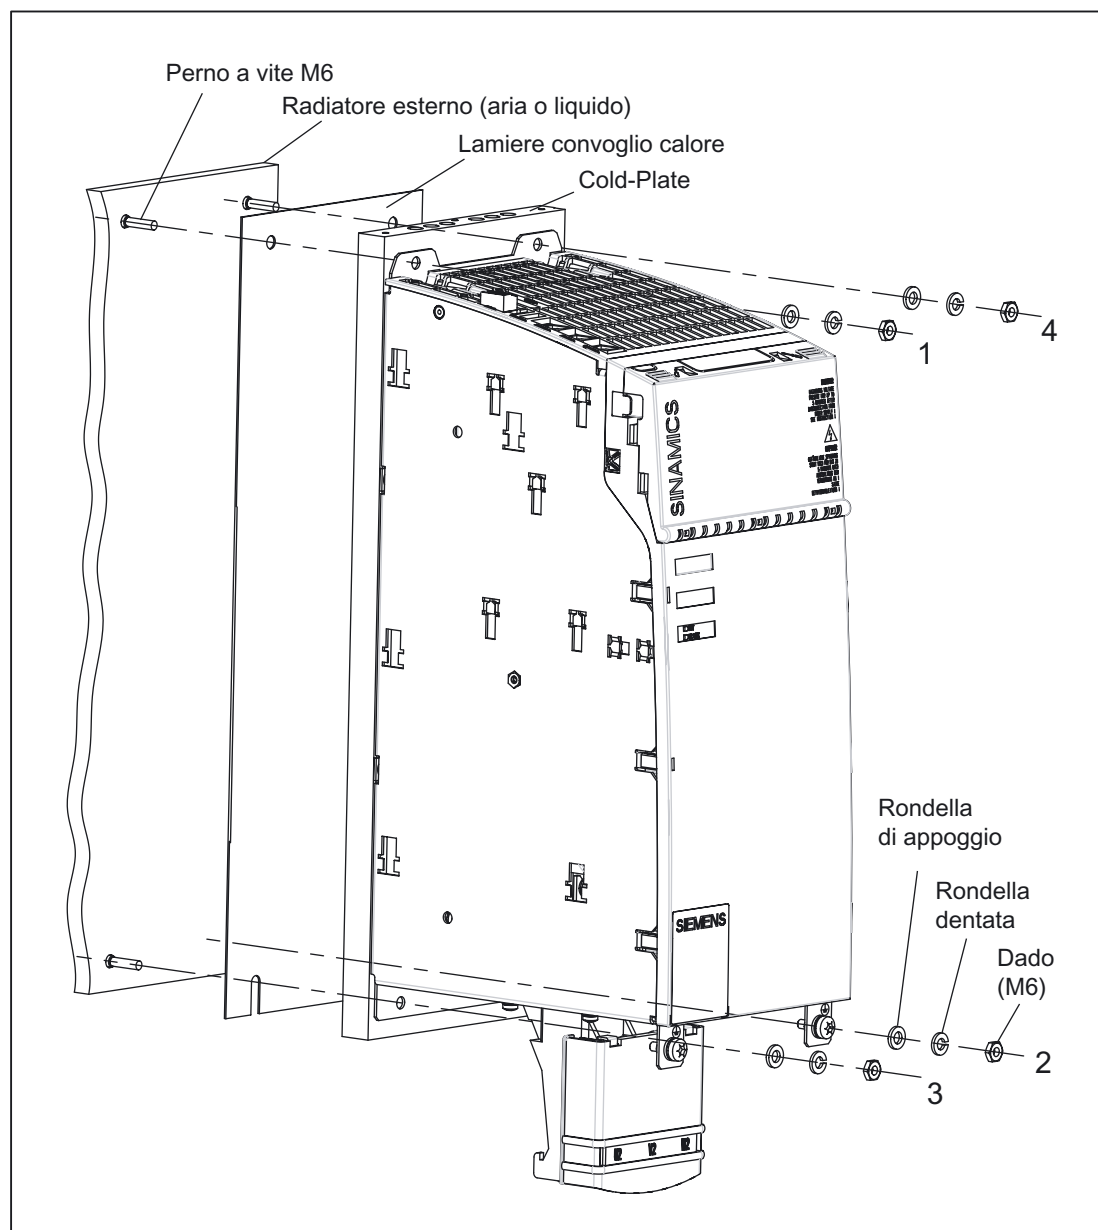 Perno a vite M6
Radiatore esterno (aria o liquido)
Lamiere convoglio calore
Cold-Plate
4
1
SINAMICS
Rondella
di appoggio
Rondella
dentata
SIEMENS
Dado
(M6)
2
3